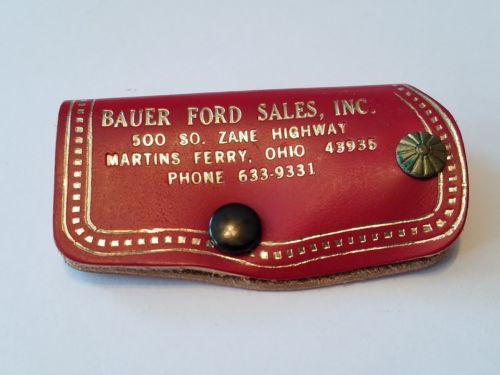 BAUER FORD SALES, INC.
500 SO. ZANE HIGHWAY
MARTINS FERRY, OHIO 43935
PHONE 633-9331